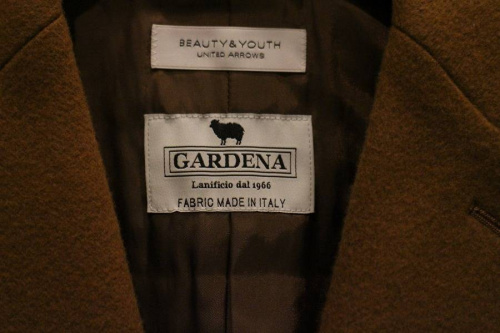 BEAUTY&YOUTH
UNITED ARROWS
GARDENA
Lanificio dal 1966
FABRIC MADE IN ITALY